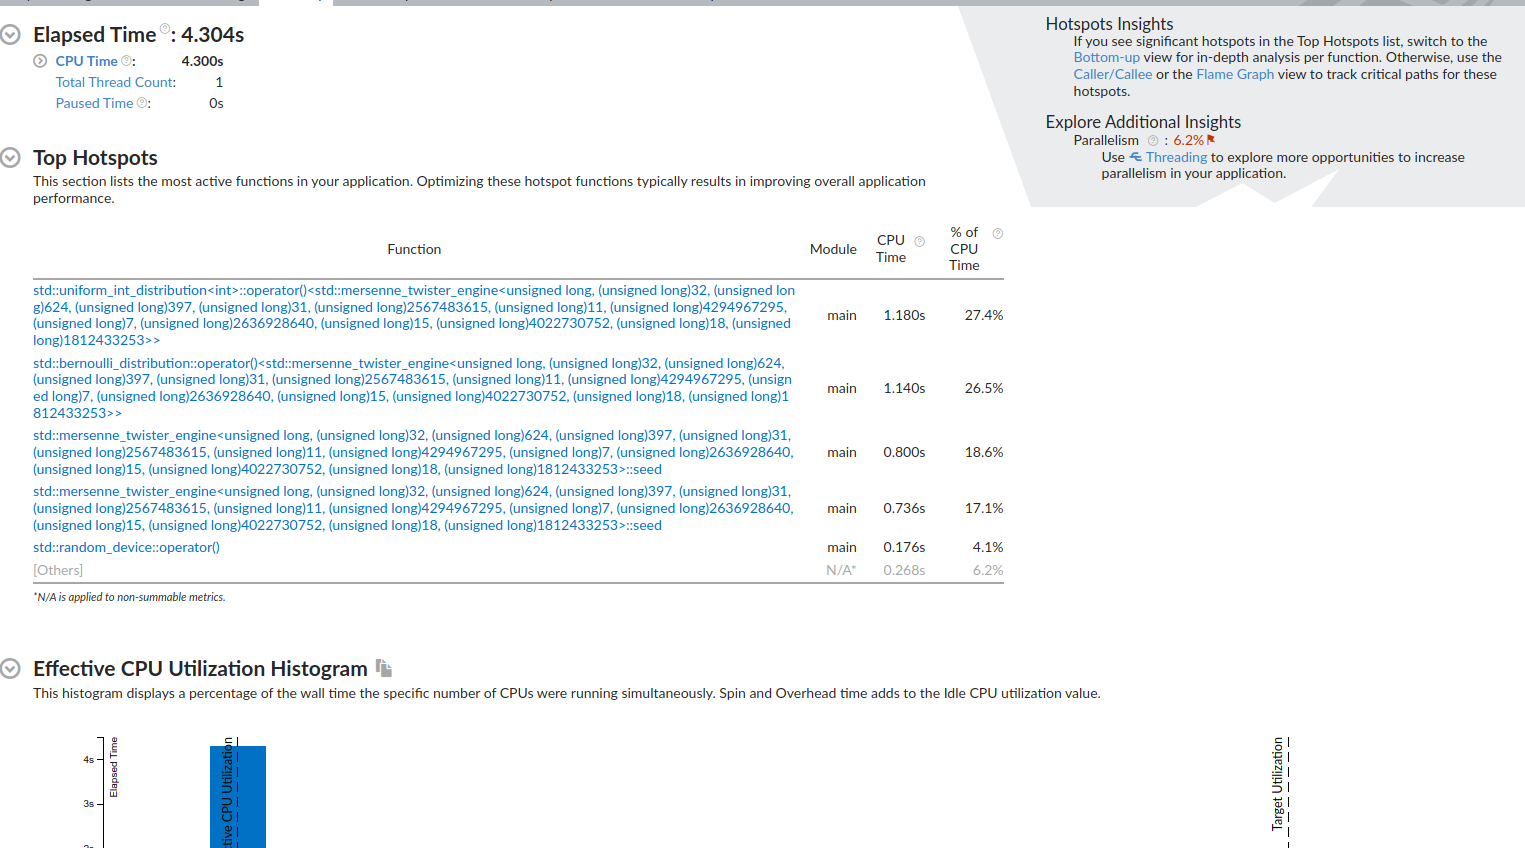 Elapsed Time : 4.304s
CPU Time : 4.300s
Total Thread Count: 1
Paused Time : 0s
Hotspots Insights
If you see significant hotspots in the Top Hotspots list, switch to the
Bottom-up view for in-depth analysis per function. Otherwise, use the
Caller/Callee or the Flame Graph view to track critical paths for these
hotspots.
Explore Additional Insights
Parallelism : 6.2%
Use Threading to explore more opportunities to increase
parallelism in your application.
Top Hotspots
This section lists the most active functions in your application. Optimizing these hotspot functions typically results in improving overall application
performance.
Function Module CPU Time % of CPU Time
std::uniform_int_distribution<int>::operator()<std::mersenne_twister_engine<unsigned long, (unsigned long)32, (unsigned lon
g)624, (unsigned long)397, (unsigned long)31, (unsigned long)2567483615, (unsigned long)11, (unsigned long)4294967295,
(unsigned long)7, (unsigned long)2636928640, (unsigned long)15, (unsigned long)4022730752, (unsigned long)18, (unsigned
long)1812433253>>
main 1.180s 27.4%
std::bernoulli_distribution::operator()<std::mersenne_twister_engine<unsigned long, (unsigned long)32, (unsigned long)624,
(unsigned long)397, (unsigned long)31, (unsigned long)2567483615, (unsigned long)11, (unsigned long)4294967295, (unsign
ed long)7, (unsigned long)2636928640, (unsigned long)15, (unsigned long)4022730752, (unsigned long)18, (unsigned long)1
812433253>>
main 1.140s 26.5%
std::mersenne_twister_engine<unsigned long, (unsigned long)32, (unsigned long)624, (unsigned long)397, (unsigned long)31,
(unsigned long)2567483615, (unsigned long)11, (unsigned long)4294967295, (unsigned long)7, (unsigned long)2636928640,
(unsigned long)15, (unsigned long)4022730752, (unsigned long)18, (unsigned long)1812433253>::seed
main 0.800s 18.6%
std::mersenne_twister_engine<unsigned long, (unsigned long)32, (unsigned long)624, (unsigned long)397, (unsigned long)31,
(unsigned long)2567483615, (unsigned long)11, (unsigned long)4294967295, (unsigned long)7, (unsigned long)2636928640,
(unsigned long)15, (unsigned long)4022730752, (unsigned long)18, (unsigned long)1812433253>::seed
main 0.736s 17.1%
std::random_device::operator() main 0.176s 4.1%
[Others] N/A* 0.268s 6.2%
*N/A is applied to non-summable metrics.
Effective CPU Utilization Histogram
This histogram displays a percentage of the wall time the specific number of CPUs were running simultaneously. Spin and Overhead time adds to the Idle CPU utilization value.
Elapsed Time
4s
3s
ctive CPU Utilization
Target Utilization